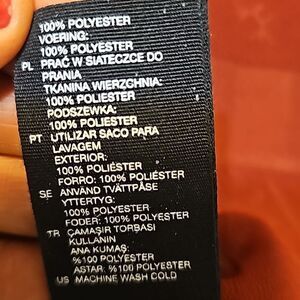 100% POLYESTER
VOERING:
100% POLYESTER
PL PRAĆ W SIATECZCE DO
PRANIA
TKANINA WIERZCHNIA:
100% POLIESTER
PODSZEWKA:
100% POLIESTER
PT UTILIZAR SACO PARA
LAVAGEM
EXTERIOR:
100% POLIÉSTER
FORRO: 100% POLIÉSTER
SE ANVÄND TVÄTTPÅSE
YTTERTYG:
100% POLYESTER
FODER: 100% POLYESTER
TR ÇAMAŞIR TORBASI
KULLANIN
ANA KUMAŞ:
%100 POLYESTER
ASTAR: %100 POLYESTER
US MACHINE WASH COLD